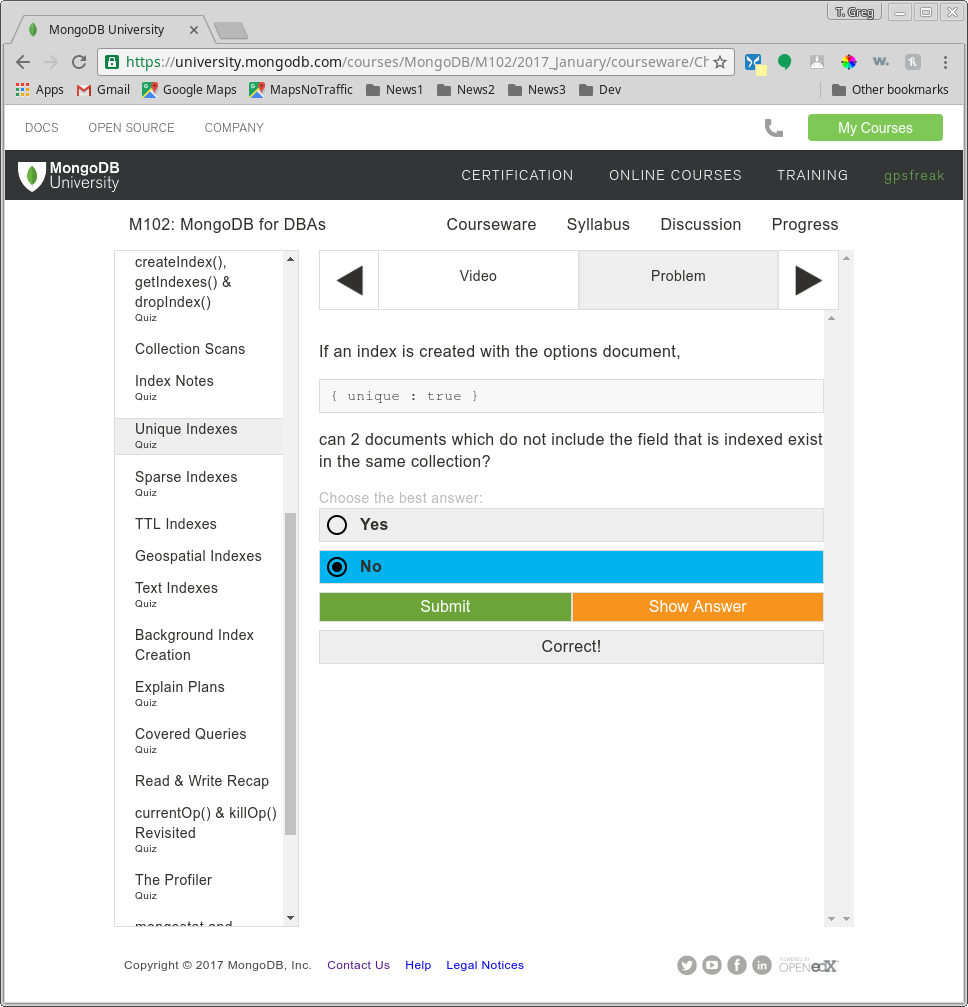 T. Greg
MongoDB University
https://university.mongodb.com/courses/MongoDB/M102/2017_January/courseware/Ch
Apps Gmail Google Maps MapsNoTraffic News1 News2 News3 Dev Other bookmarks
DOCS OPEN SOURCE COMPANY My Courses
MongoDB
University
CERTIFICATION ONLINE COURSES TRAINING gpsfreak
M102: MongoDB for DBAs Courseware Syllabus Discussion Progress
createIndex(),
getIndexes() &
dropIndex()
Quiz
Collection Scans
Index Notes
Quiz
Unique Indexes
Quiz
Sparse Indexes
Quiz
TTL Indexes
Geospatial Indexes
Text Indexes
Quiz
Background Index
Creation
Explain Plans
Quiz
Covered Queries
Quiz
Read & Write Recap
currentOp() & killOp()
Revisited
Quiz
The Profiler
Quiz
mongostat and
Video Problem
If an index is created with the options document,
{ unique : true }
can 2 documents which do not include the field that is indexed exist
in the same collection?
Choose the best answer:
Yes
No
Submit Show Answer
Correct!
Copyright © 2017 MongoDB, Inc. Contact Us Help Legal Notices
POWERED BY
OPEN edX